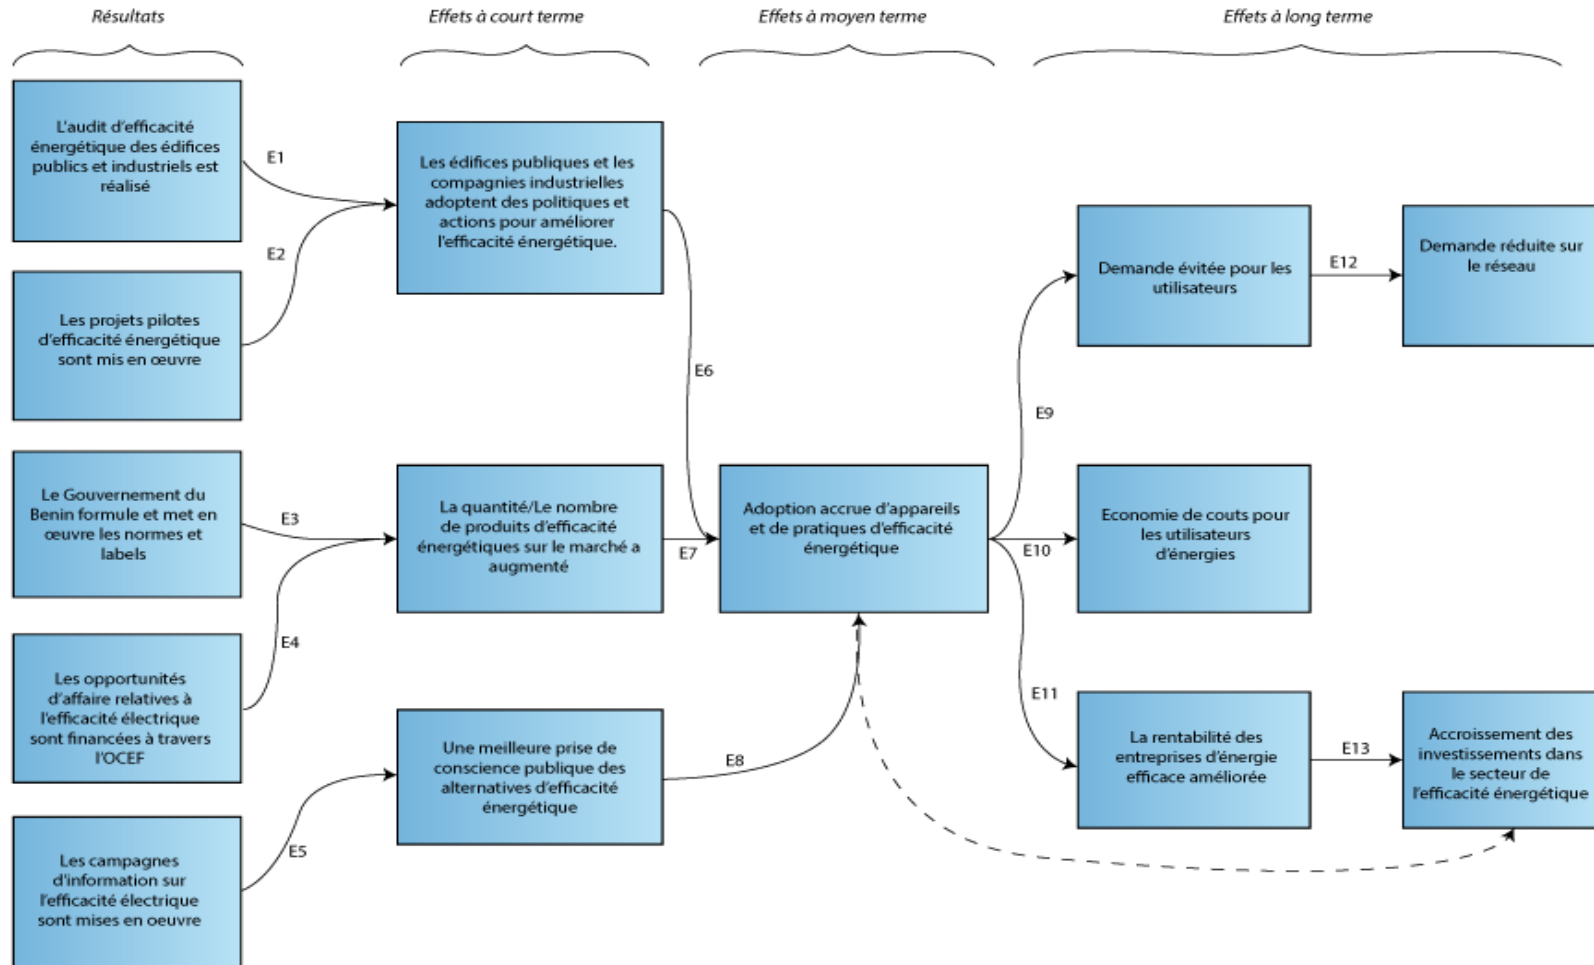 Résultats
Effets à court terme
Effets à moyen terme
Effets à long terme
L'audit d'efficacité
énergétique des édifices
publics et industriels est
réalisé
E1
E2
Les projets pilotes
d'efficacité énergétique
sont mis en œuvre
Le Gouvernement du
Benin formule et met en
œuvre les normes et
labels
E3
E4
Les opportunités
d'affaire relatives à
l'efficacité électrique
sont financées à travers
l'OCEF
Les campagnes
d'information sur
l'efficacité électrique
sont mises en oeuvre
E5
Les édifices publiques et les
compagnies industrielles
adoptent des politiques et
actions pour améliorer
l'efficacité énergétique.
E6
La quantité/Le nombre
de produits d'efficacité
énergétiques sur le marché a
augmenté
E7
Une meilleure prise de
conscience publique des
alternatives d'efficacité
énergétique
E8
Adoption accrue d'appareils
et de pratiques d'efficacité
énergétique
E9
E10
E11
Demande évitée pour les
utilisateurs
E12
Demande réduite sur
le réseau
Economie de couts pour
les utilisateurs
d'énergies
La rentabilité des
entreprises d'énergie
efficace améliorée
E13
Accroissement des
investissements dans
le secteur de
l'efficacité énergétique